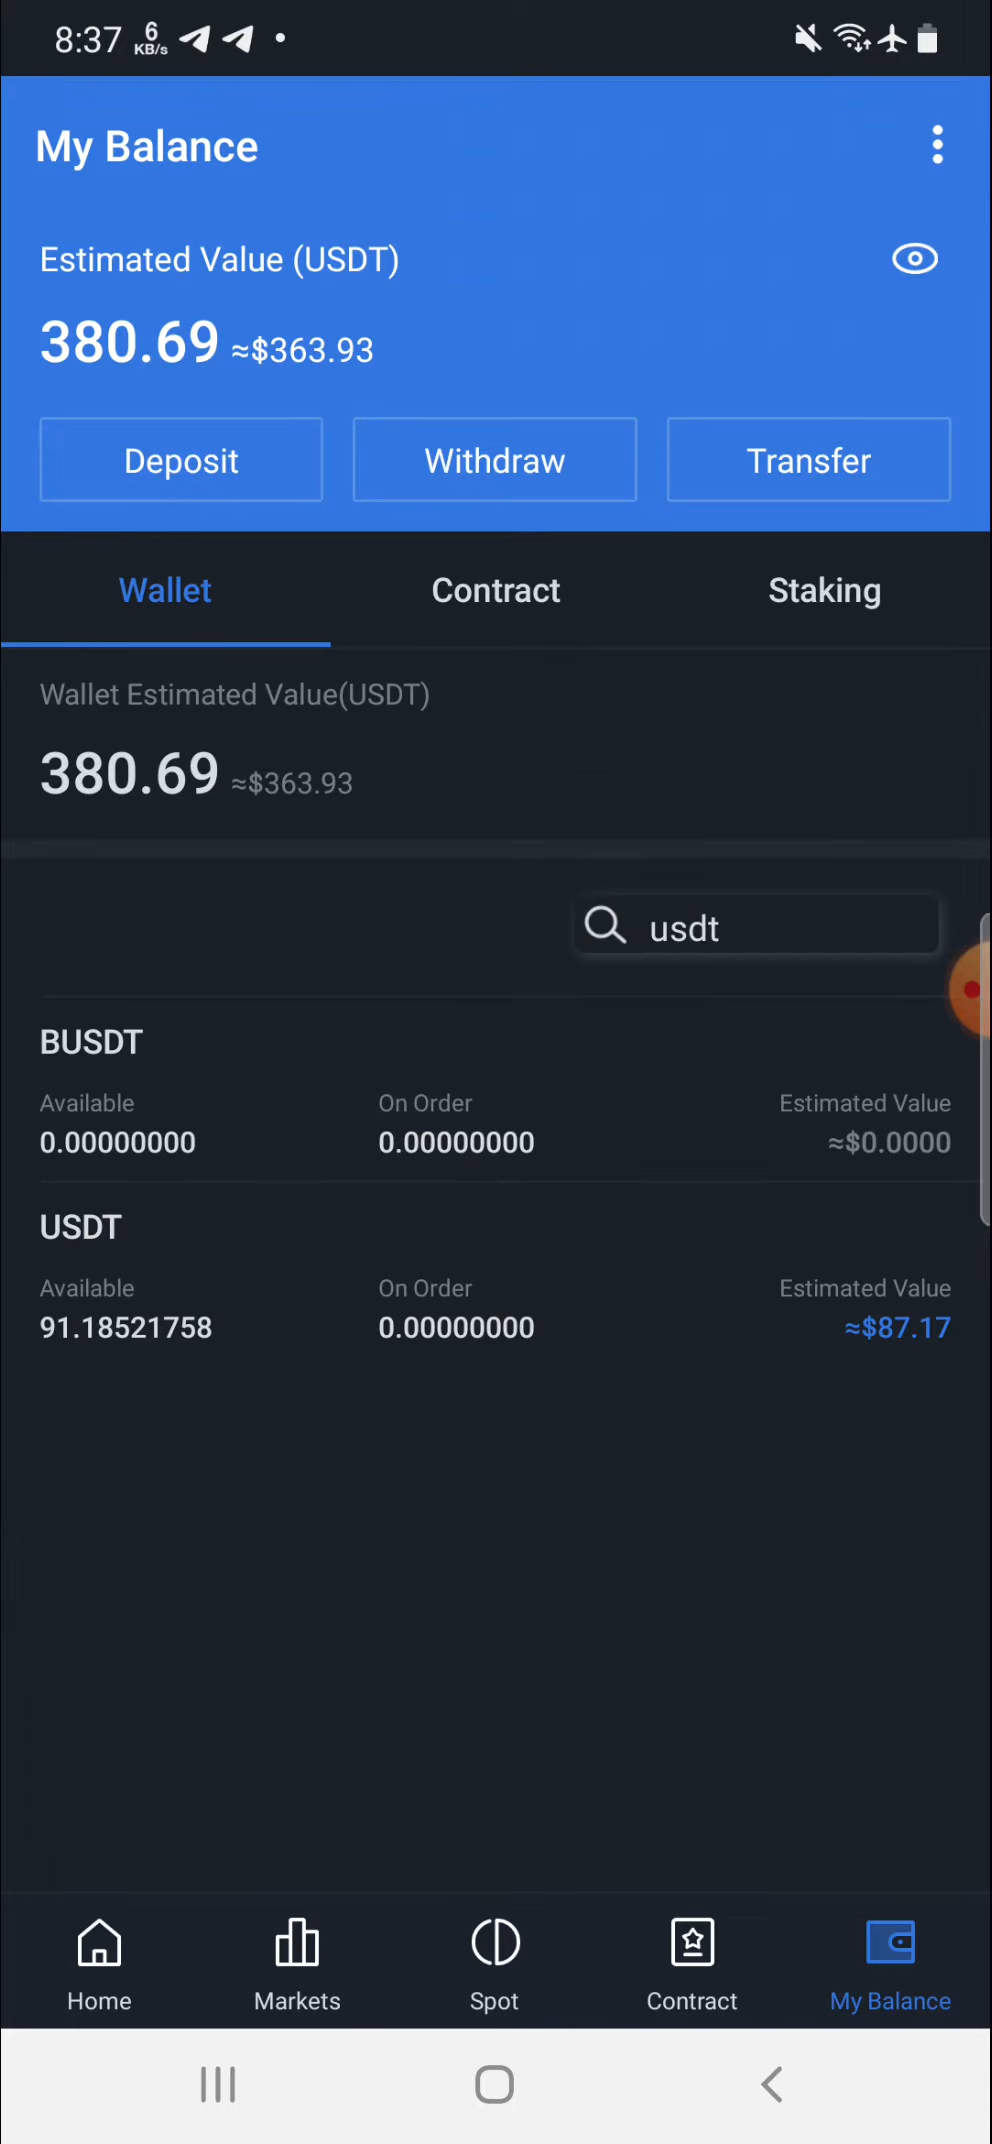 8:37 6 KB/s
My Balance
Estimated Value (USDT)
380.69 ≈$363.93
Deposit Withdraw Transfer
Wallet Contract Staking
Wallet Estimated Value(USDT)
380.69 ≈$363.93
usdt
BUSDT
Available On Order Estimated Value
0.00000000 0.00000000 ≈$0.0000
USDT
Available On Order Estimated Value
91.18521758 0.00000000 ≈$87.17
Home Markets Spot Contract My Balance